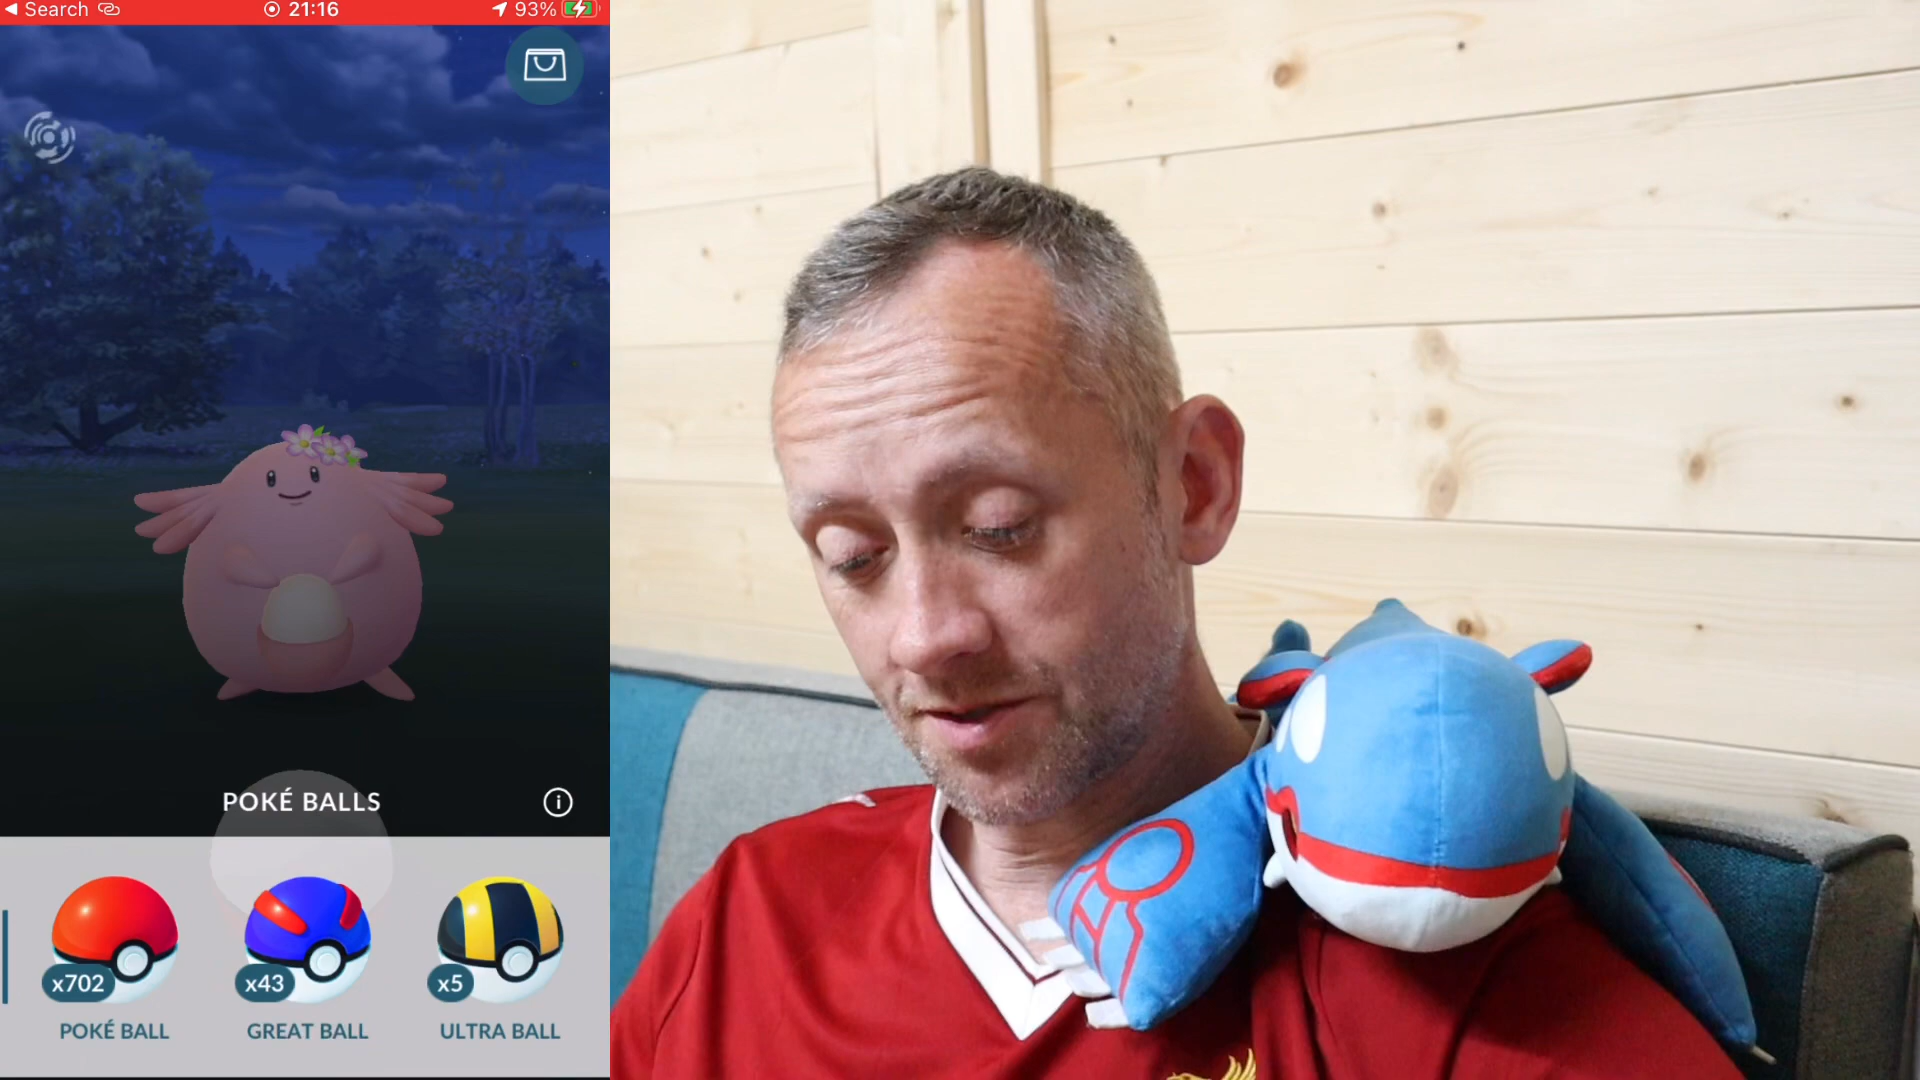 Search 21:16 93%
POKÉ BALLS
x702 x43 x5
POKÉ BALL GREAT BALL ULTRA BALL